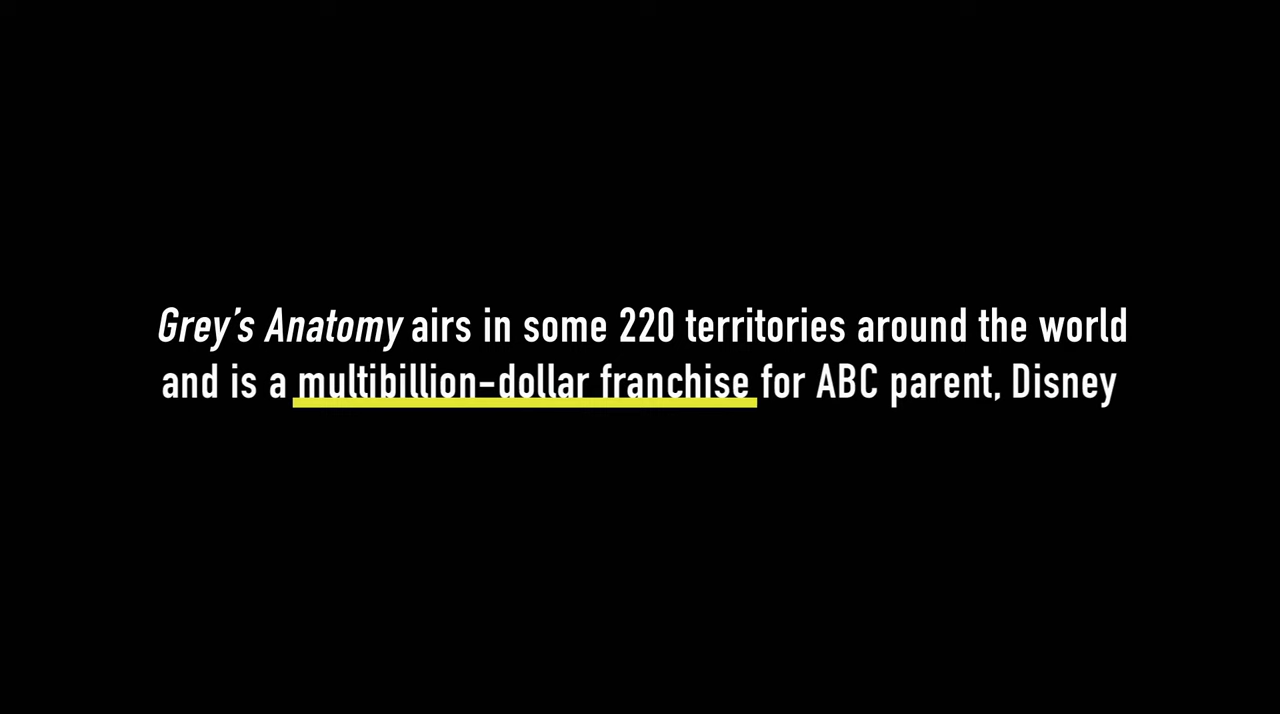 Grey's Anatomy airs in some 220 territories around the world
and is a multibillion-dollar franchise for ABC parent, Disney